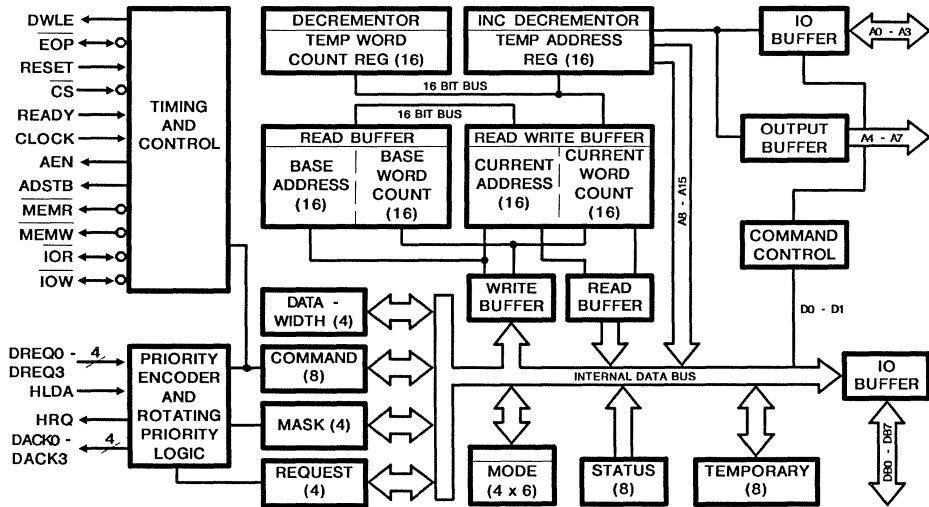 DWLE
EOP
RESET
CS
READY
CLOCK
AEN
ADSTB
MEMR
MEMW
IOR
IOW
TIMING
AND
CONTROL
DECREMENTOR
TEMP WORD
COUNT REG (16)
INC DECREMENTOR
TEMP ADDRESS
REG (16)
IO
BUFFER
A0 - A3
16 BIT BUS
16 BIT BUS
READ BUFFER
BASE
ADDRESS
(16)
BASE
WORD
COUNT
(16)
READ WRITE BUFFER
CURRENT
ADDRESS
(16)
CURRENT
WORD
COUNT
(16)
A8 - A15
OUTPUT
BUFFER
A4 - A7
COMMAND
CONTROL
WRITE
BUFFER
READ
BUFFER
D0 - D1
DATA -
WIDTH (4)
DREQ0 -
DREQ3
4
HLDA
HRQ
DACK0 -
DACK3
4
PRIORITY
ENCODER
AND
ROTATING
PRIORITY
LOGIC
COMMAND
(8)
MASK (4)
REQUEST
(4)
INTERNAL DATA BUS
IO
BUFFER
DB0 - DB7
MODE
(4 x 6)
STATUS
(8)
TEMPORARY
(8)